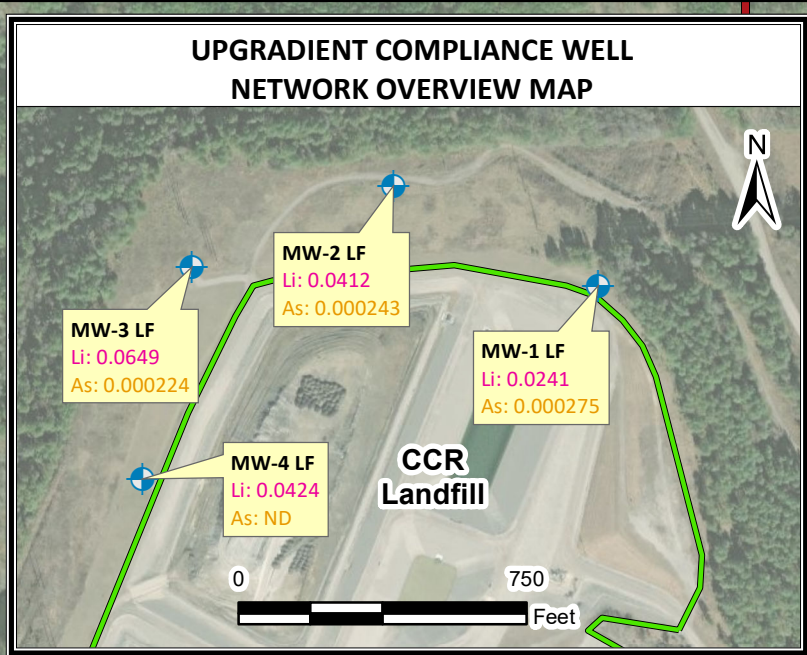 UPGRADIENT COMPLIANCE WELL
NETWORK OVERVIEW MAP
N
MW-2 LF
Li: 0.0412
As: 0.000243
MW-3 LF
Li: 0.0649
As: 0.000224
MW-1 LF
Li: 0.0241
As: 0.000275
MW-4 LF
Li: 0.0424
As: ND
CCR
Landfill
0 750
Feet